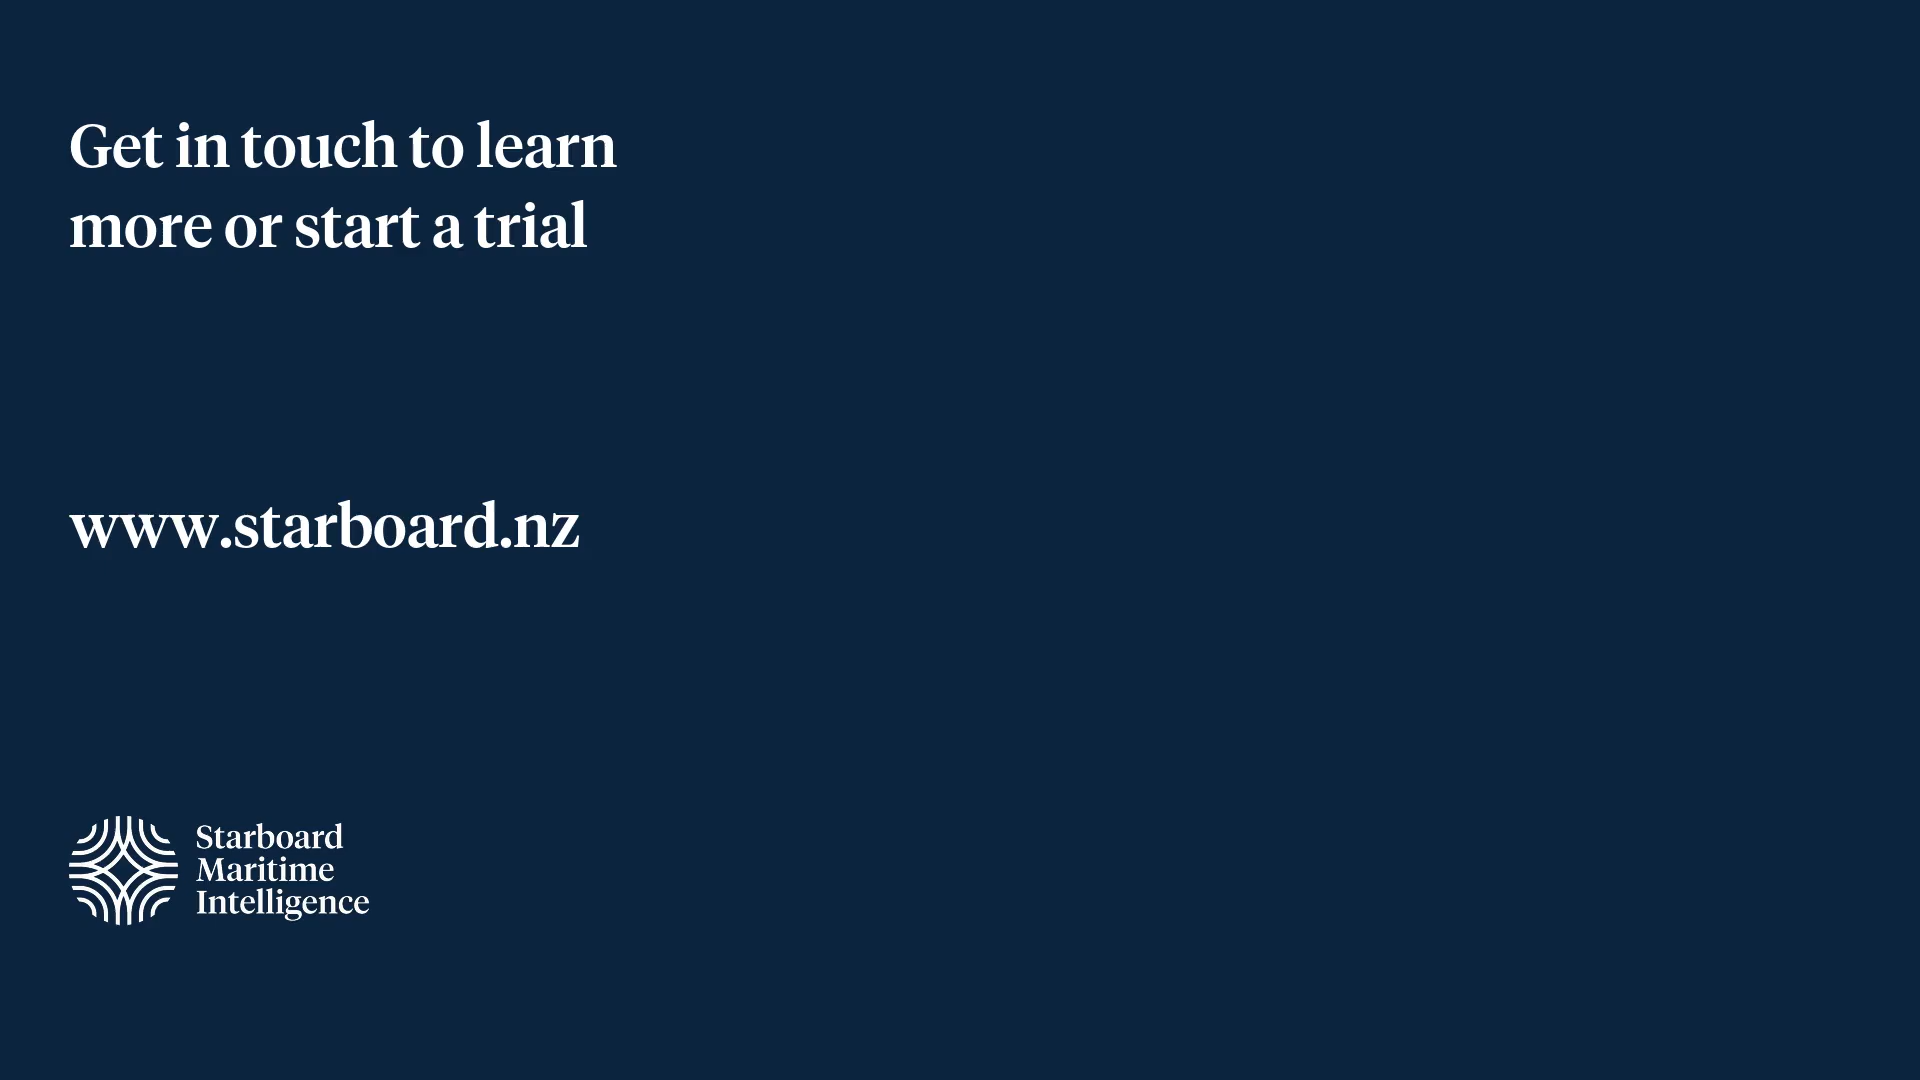 Get in touch to learn
more or start a trial
www.starboard.nz
Starboard
Maritime
Intelligence